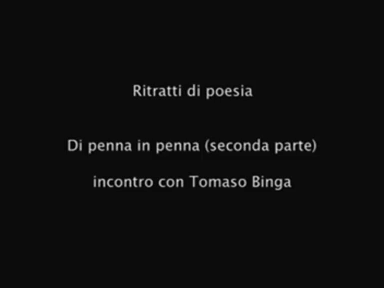 Ritratti di poesia
Di penna in penna (seconda parte)
incontro con Tomaso Binga